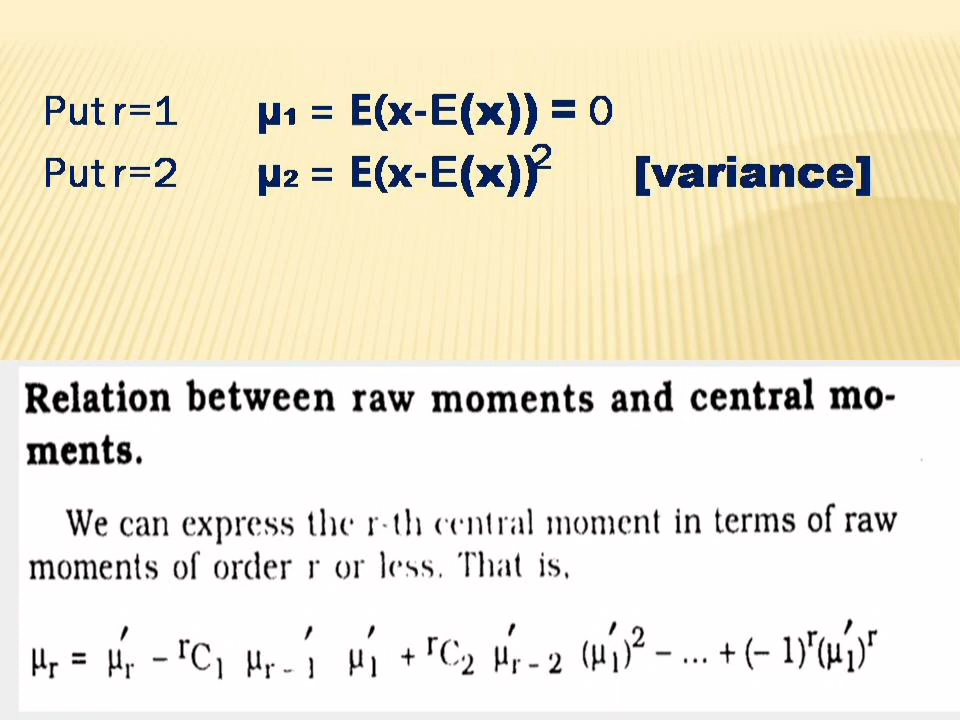 Put r=1 μ₁ = E(x-E(x)) = 0
Put r=2 μ₂ = E(x-E(x))² [variance]
Relation between raw moments and central mo-
ments.
We can express the r-th central moment in terms of raw
moments of order r or less. That is,
μᵣ = μ′ᵣ − ʳC₁ μ′ᵣ₋₁ μ′₁ + ʳC₂ μ′ᵣ₋₂ (μ′₁)² − ... + (− 1)ʳ(μ′₁)ʳ